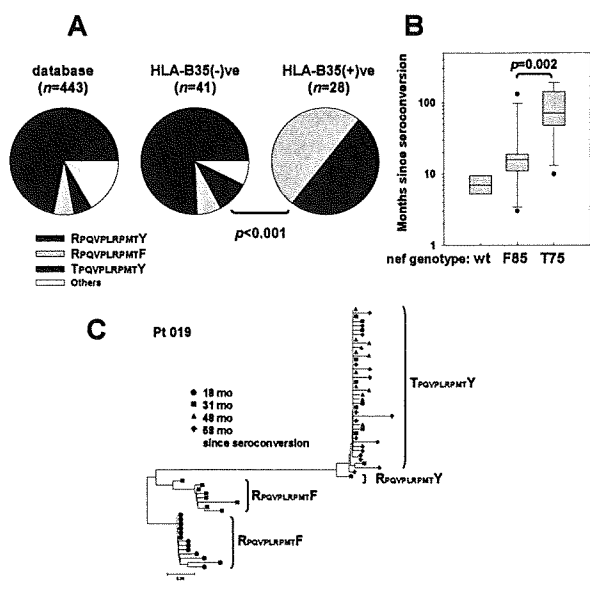 A
database
(n=443)
HLA-B35(-)ve
(n=41)
HLA-B35(+)ve
(n=28)
p<0.001
RPQVPLRPMTY
RPQVPLRPMTF
TPQVPLRPMTY
Others
B
p=0.002
Months since seroconversion
100
10
1
nef genotype: wt F85 T75
C
Pt 019
18 mo
31 mo
48 mo
58 mo
since seroconversion
TPQVPLRPMTY
RPQVPLRPMTY
RPQVPLRPMTF
RPQVPLRPMTF